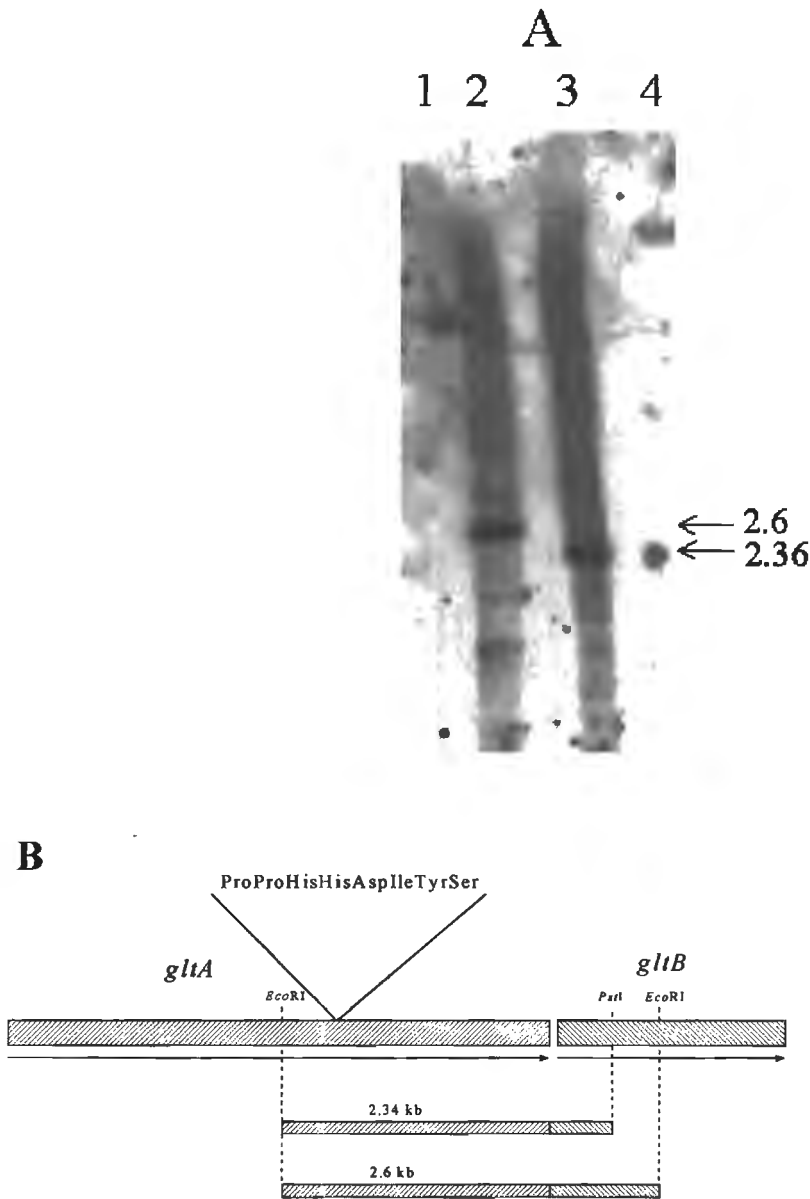 A
1 2 3 4
2.6
2.36
B
ProProHisHisAspIleTyrSer
gltA
gltB
EcoRI
PstI
EcoRI
2.34 kb
2.6 kb